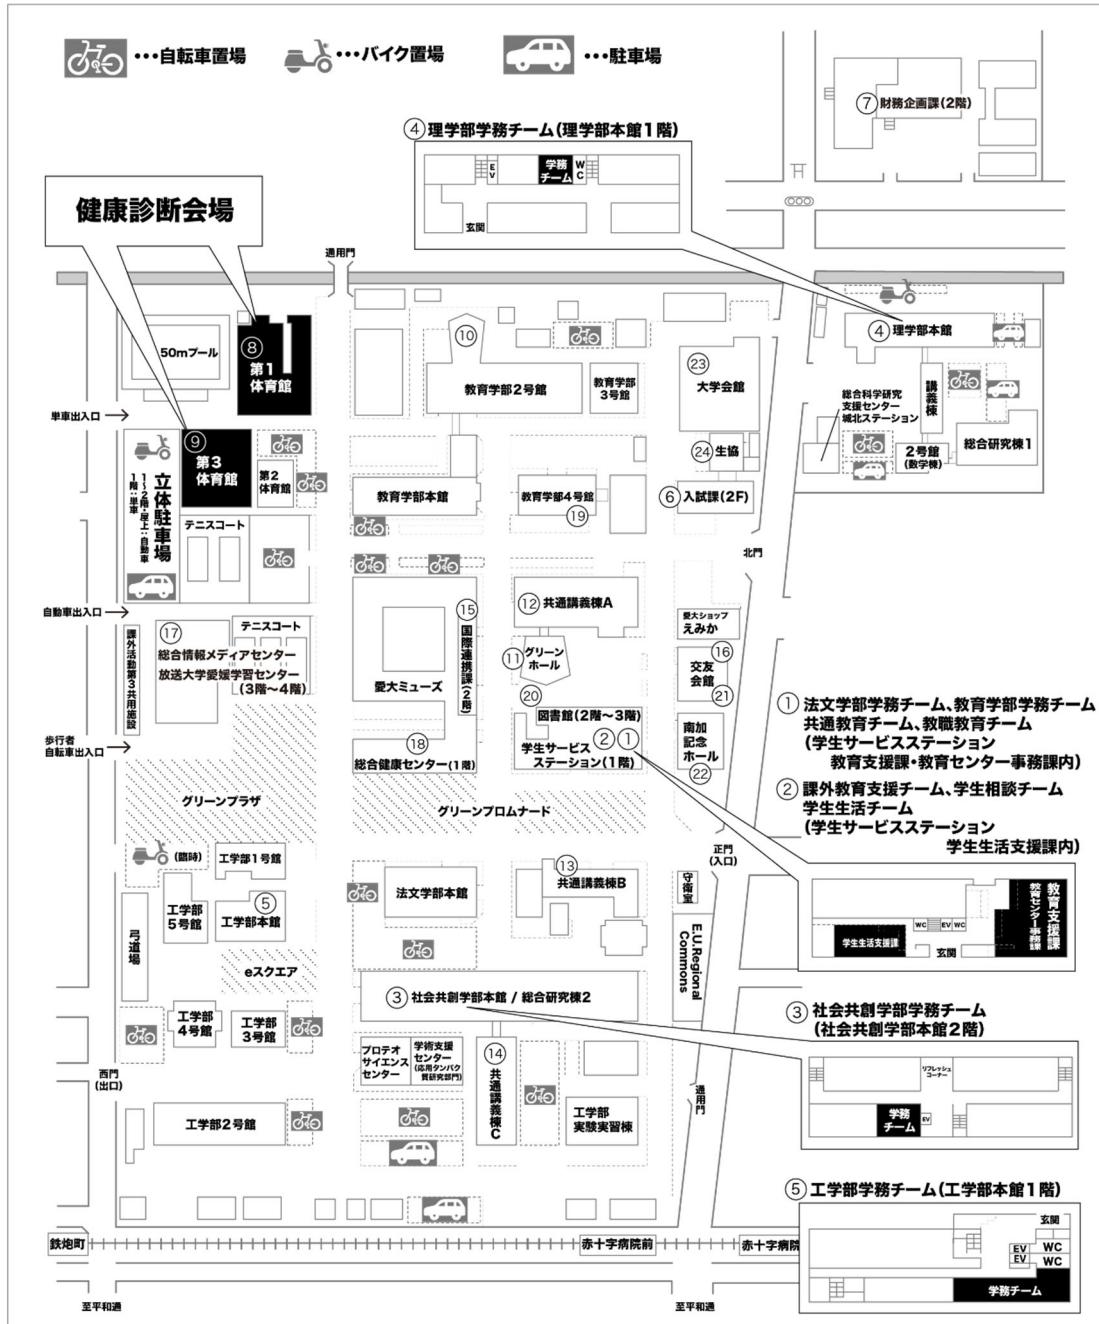 ・・・自転車置場
・・・バイク置場
・・・駐車場
⑦ 財務企画課(2階)
④ 理学部学務チーム(理学部本館1階)
EV
学務
チーム
WC
玄関
健康診断会場
通用門
50mプール
⑧
第1
体育館
⑩
教育学部2号館
教育学部
3号館
㉓
大学会館
④ 理学部本館
講義棟
総合科学研究
支援センター
城北ステーション
2号館
(数学棟)
総合研究棟1
単車出入口
⑨
第3
体育館
第2
体育館
立体駐車場
1〜2階・屋上:自動車
1階:単車
テニスコート
教育学部本館
教育学部4号館
⑲
㉔ 生協
⑥ 入試課(2F)
北門
自動車出入口
課外活動第3共用施設
⑰
総合情報メディアセンター
放送大学愛媛学習センター
(3階〜4階)
テニスコート
愛大ミューズ
⑮
国際連携課(2階)
⑫ 共通講義棟A
⑪
グリーン
ホール
愛大ショップ
えみか
⑯
交友
会館
㉑
⑳
図書館(2階〜3階)
② ①
学生サービス
ステーション(1階)
南加
記念
ホール
㉒
⑱
総合健康センター(1階)
歩行者
自転車出入口
グリーンプラザ
グリーンプロムナード
① 法文学部学務チーム、教育学部学務チーム
共通教育チーム、教職教育チーム
(学生サービスステーション
教育支援課・教育センター事務課内)
② 課外教育支援チーム、学生相談チーム
学生生活チーム
(学生サービスステーション
学生生活支援課内)
正門
(入口)
(臨時)
工学部1号館
工学部
5号館
⑤
工学部本館
弓道場
法文学部本館
⑬
共通講義棟B
守衛室
E.U.Regional
Commons
学生生活支援課
WC
EV
WC
玄関
教育支援課
教育センター事務課
eスクエア
③ 社会共創学部本館 / 総合研究棟2
工学部
4号館
工学部
3号館
西門
(出口)
プロテオ
サイエンス
センター
学術支援
センター
(応用タンパク
質研究部門)
⑭
共通講義棟C
工学部
実験実習棟
通用門
工学部2号館
③ 社会共創学部学務チーム
(社会共創学部本館2階)
リフレッシュ
コーナー
学務
チーム
EV
⑤ 工学部学務チーム(工学部本館1階)
玄関
EV
EV
WC
WC
学務チーム
鉄炮町
赤十字病院前
赤十字病院
至平和通
至平和通